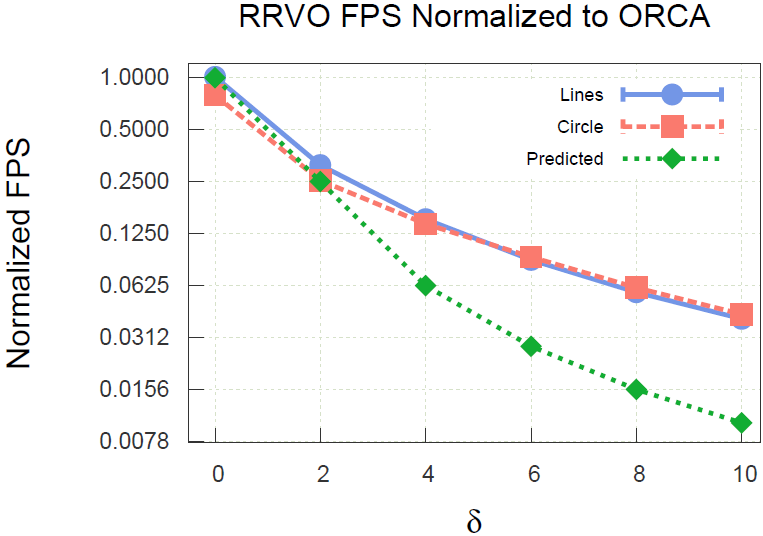 RRVO FPS Normalized to ORCA
Normalized FPS
1.0000
0.5000
0.2500
0.1250
0.0625
0.0312
0.0156
0.0078
Lines
Circle
Predicted
0 2 4 6 8 10
δ